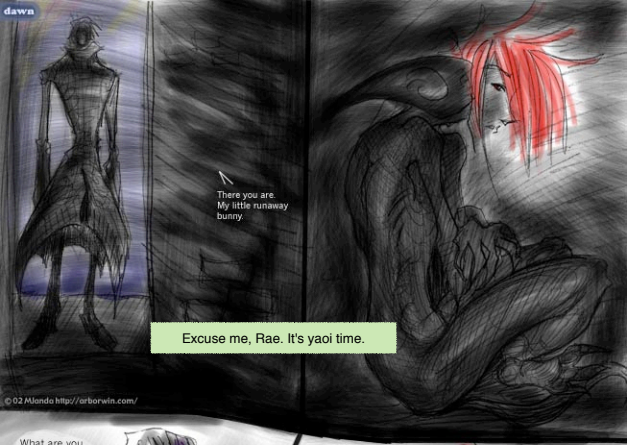 dawn
There you are.
My little runaway
bunny.
Excuse me, Rae. It's yaoi time.
© 02 Mlanda http://arborwin.com/
What are you